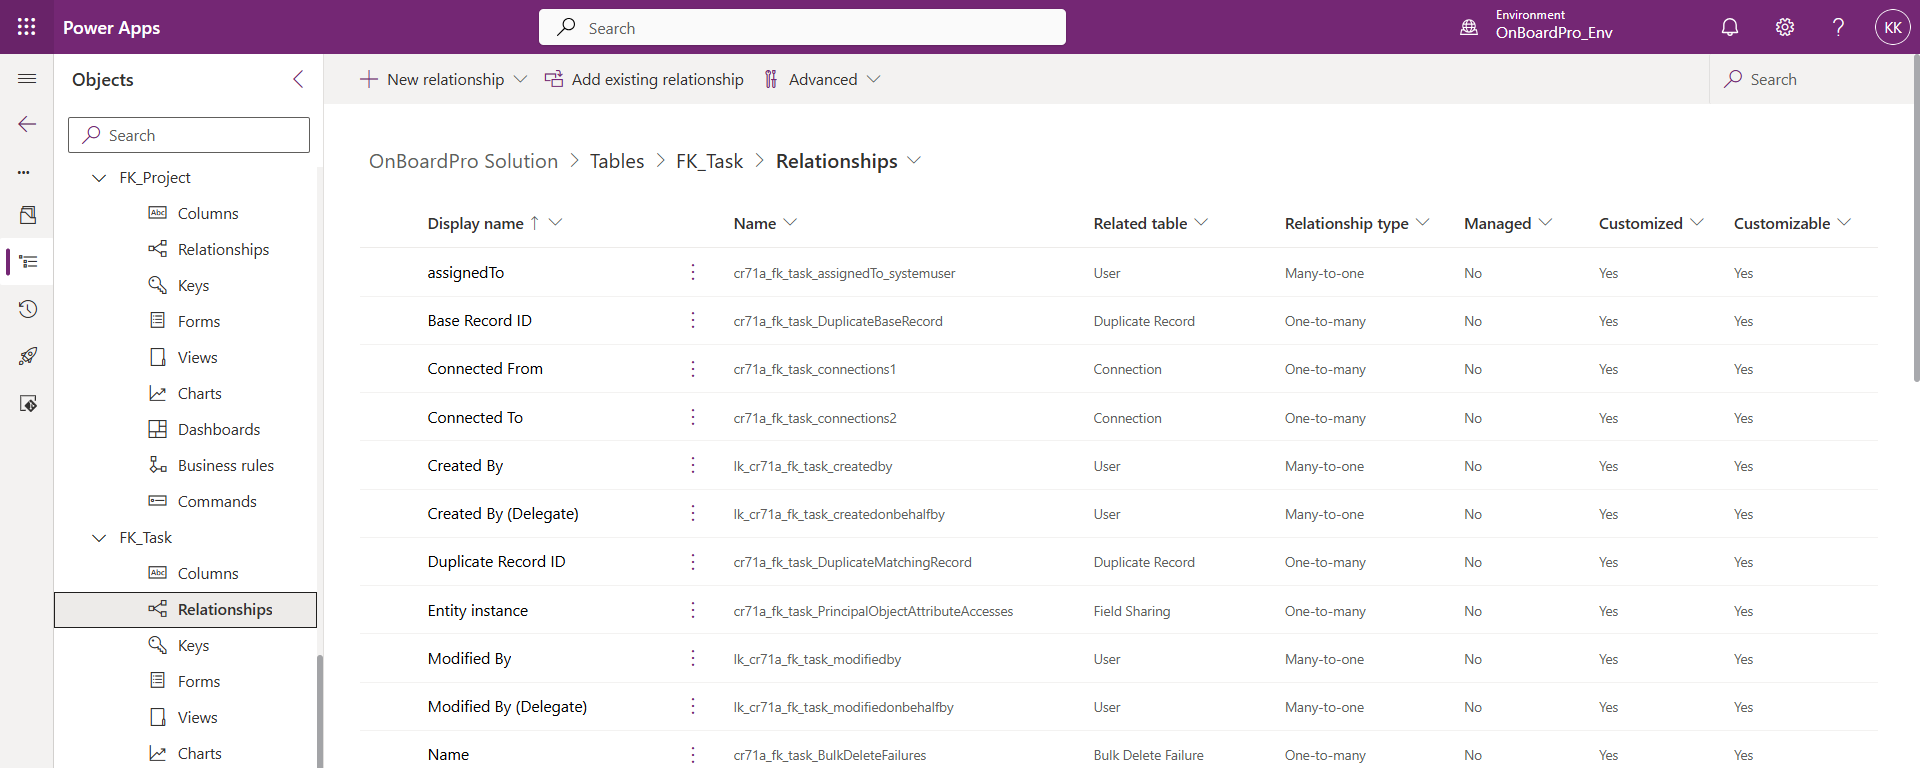 Power Apps
Search
Environment
OnBoardPro_Env
KK
Objects
New relationship
Add existing relationship
Advanced
Search
Search
OnBoardPro Solution > Tables > FK_Task > Relationships
FK_Project
Columns
Relationships
Keys
Forms
Views
Charts
Dashboards
Business rules
Commands
FK_Task
Columns
Relationships
Keys
Forms
Views
Charts
Display name ↑ Name Related table Relationship type Managed Customized Customizable
assignedTo cr71a_fk_task_assignedTo_systemuser User Many-to-one No Yes Yes
Base Record ID cr71a_fk_task_DuplicateBaseRecord Duplicate Record One-to-many No Yes Yes
Connected From cr71a_fk_task_connections1 Connection One-to-many No Yes Yes
Connected To cr71a_fk_task_connections2 Connection One-to-many No Yes Yes
Created By lk_cr71a_fk_task_createdby User Many-to-one No Yes Yes
Created By (Delegate) lk_cr71a_fk_task_createdonbehalfby User Many-to-one No Yes Yes
Duplicate Record ID cr71a_fk_task_DuplicateMatchingRecord Duplicate Record One-to-many No Yes Yes
Entity instance cr71a_fk_task_PrincipalObjectAttributeAccesses Field Sharing One-to-many No Yes Yes
Modified By lk_cr71a_fk_task_modifiedby User Many-to-one No Yes Yes
Modified By (Delegate) lk_cr71a_fk_task_modifiedonbehalfby User Many-to-one No Yes Yes
Name cr71a_fk_task_BulkDeleteFailures Bulk Delete Failure One-to-many No Yes Yes